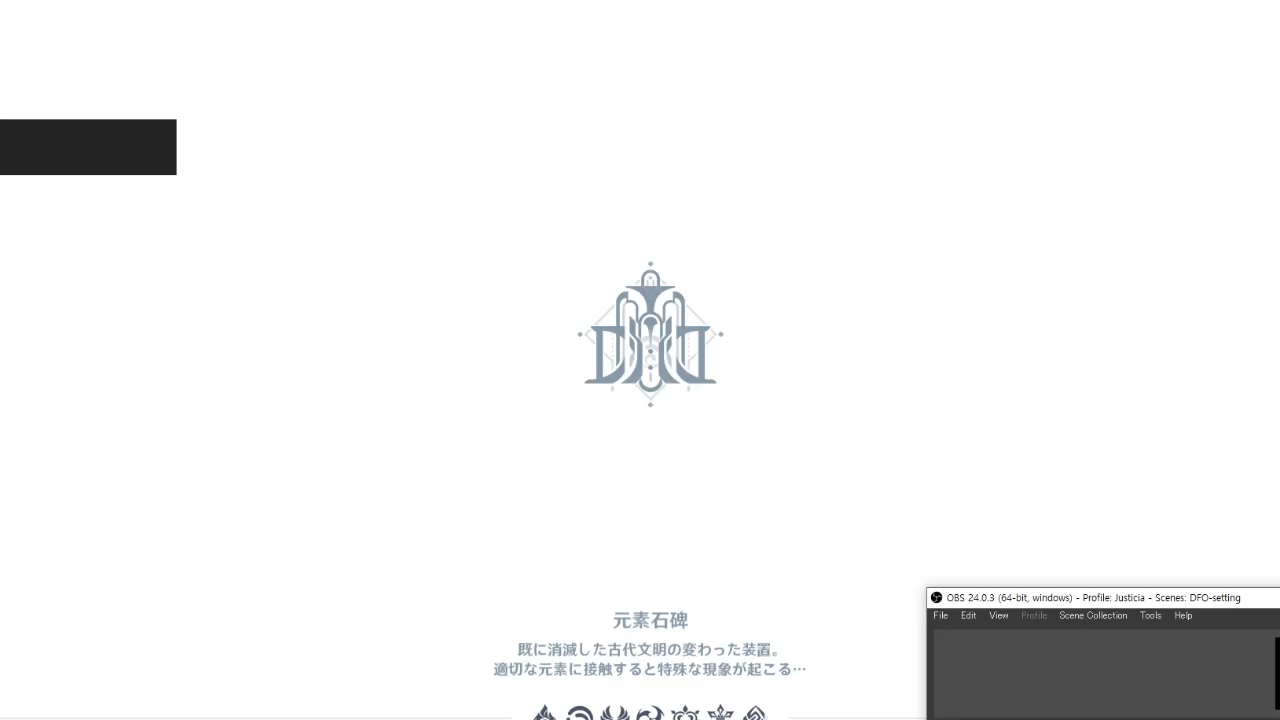 元素石碑
既に消滅した古代文明の変わった装置。
適切な元素に接触すると特殊な現象が起こる…
OBS 24.0.3 (64-bit, windows) - Profile: Justicia - Scenes: DFO-setting
File Edit View Profile Scene Collection Tools Help